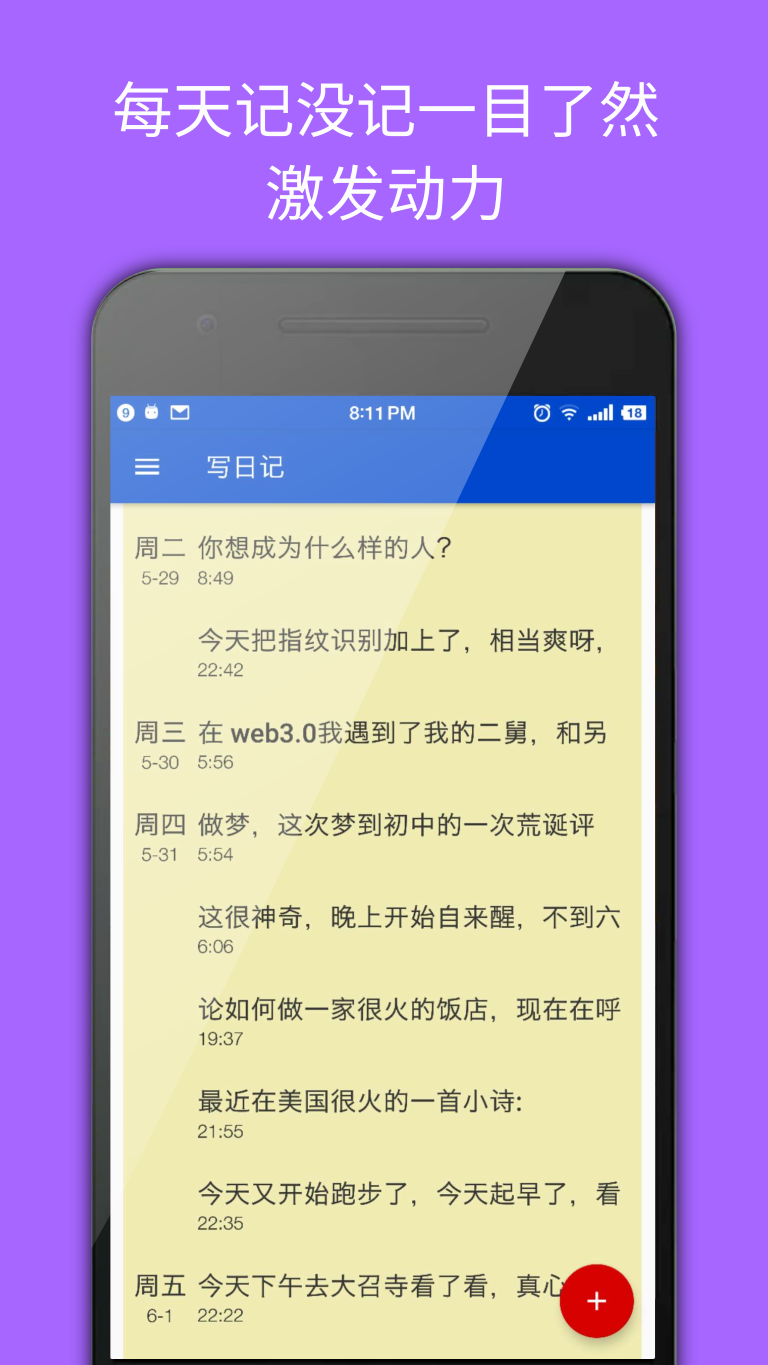 每天记没记一目了然
激发动力
9 8:11 PM 18
写日记
周二 你想成为什么样的人?
5-29 8:49
今天把指纹识别加上了，相当爽呀，
22:42
周三 在 web3.0我遇到了我的二舅，和另
5-30 5:56
周四 做梦，这次梦到初中的一次荒诞评
5-31 5:54
这很神奇，晚上开始自来醒，不到六
6:06
论如何做一家很火的饭店，现在在呼
19:37
最近在美国很火的一首小诗:
21:55
今天又开始跑步了，今天起早了，看
22:35
周五 今天下午去大召寺看了看，真心
6-1 22:22